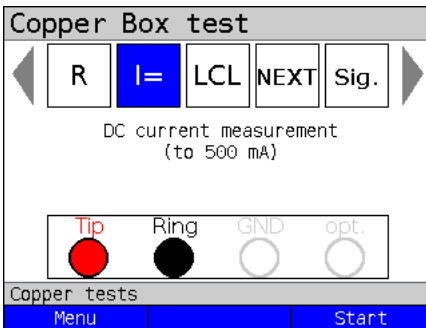 Copper Box test
R I= LCL NEXT Sig.
DC current measurement
(to 500 mA)
Tip Ring GND opt.
Copper tests
Menu Start